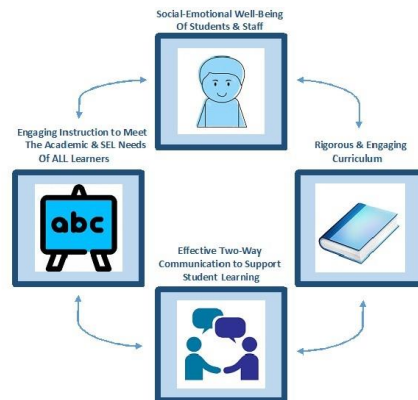 Social-Emotional Well-Being
Of Students & Staff
Engaging Instruction to Meet
The Academic & SEL Needs
Of ALL Learners
abc
Rigorous & Engaging
Curriculum
Effective Two-Way
Communication to Support
Student Learning